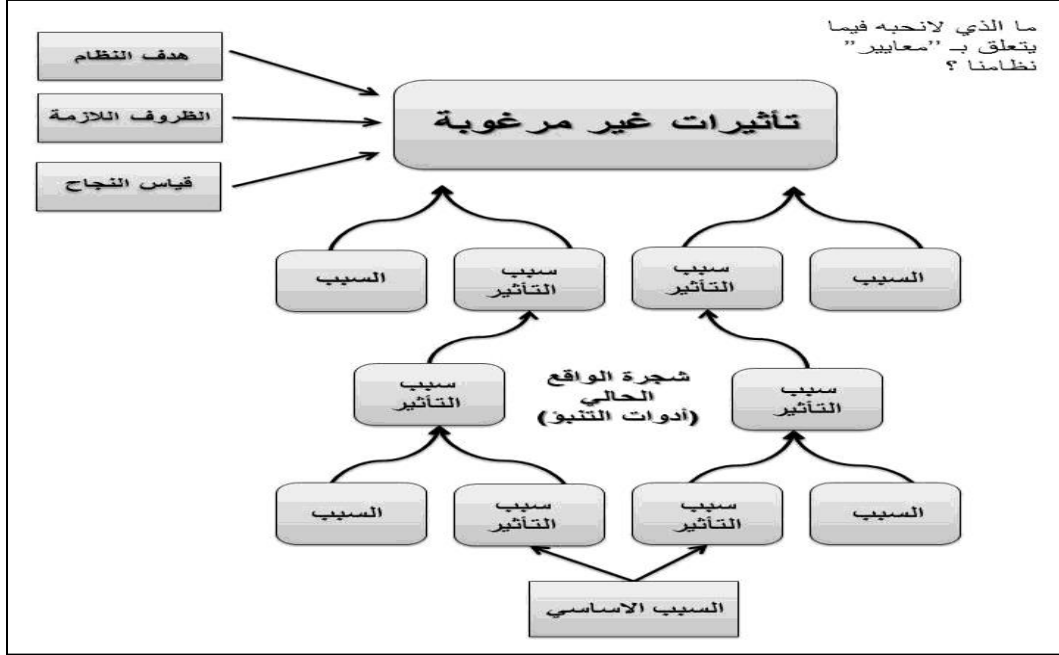 ما الذي لانحبه فيما
يتعلق بـ "معايير"
نظامنا ؟
هدف النظام
الظروف اللازمة
قياس النجاح
تأثيرات غير مرغوبة
السبب
سبب
التأثير
سبب
التأثير
السبب
سبب
التأثير
شجرة الواقع
الحالي
(أدوات التنبؤ)
سبب
التأثير
السبب
سبب
التأثير
سبب
التأثير
السبب
السبب الاساسي